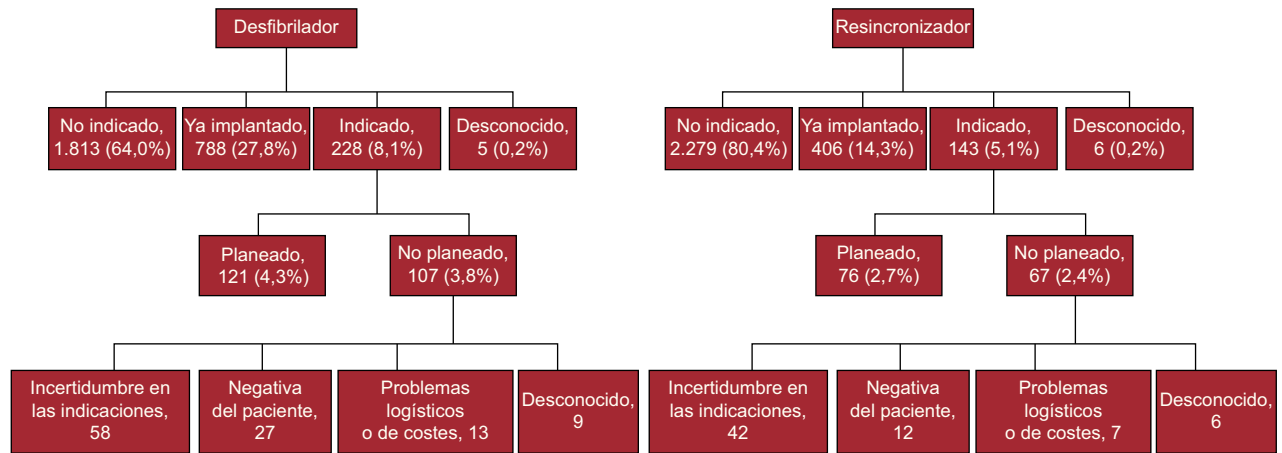 Desfibrilador
No indicado,
1.813 (64,0%)
Ya implantado,
788 (27,8%)
Indicado,
228 (8,1%)
Desconocido,
5 (0,2%)
Planeado,
121 (4,3%)
No planeado,
107 (3,8%)
Incertidumbre en
las indicaciones,
58
Negativa
del paciente,
27
Problemas
logísticos
o de costes, 13
Desconocido,
9
Resincronizador
No indicado,
2.279 (80,4%)
Ya implantado,
406 (14,3%)
Indicado,
143 (5,1%)
Desconocido,
6 (0,2%)
Planeado,
76 (2,7%)
No planeado,
67 (2,4%)
Incertidumbre en
las indicaciones,
42
Negativa
del paciente,
12
Problemas
logísticos
o de costes, 7
Desconocido,
6